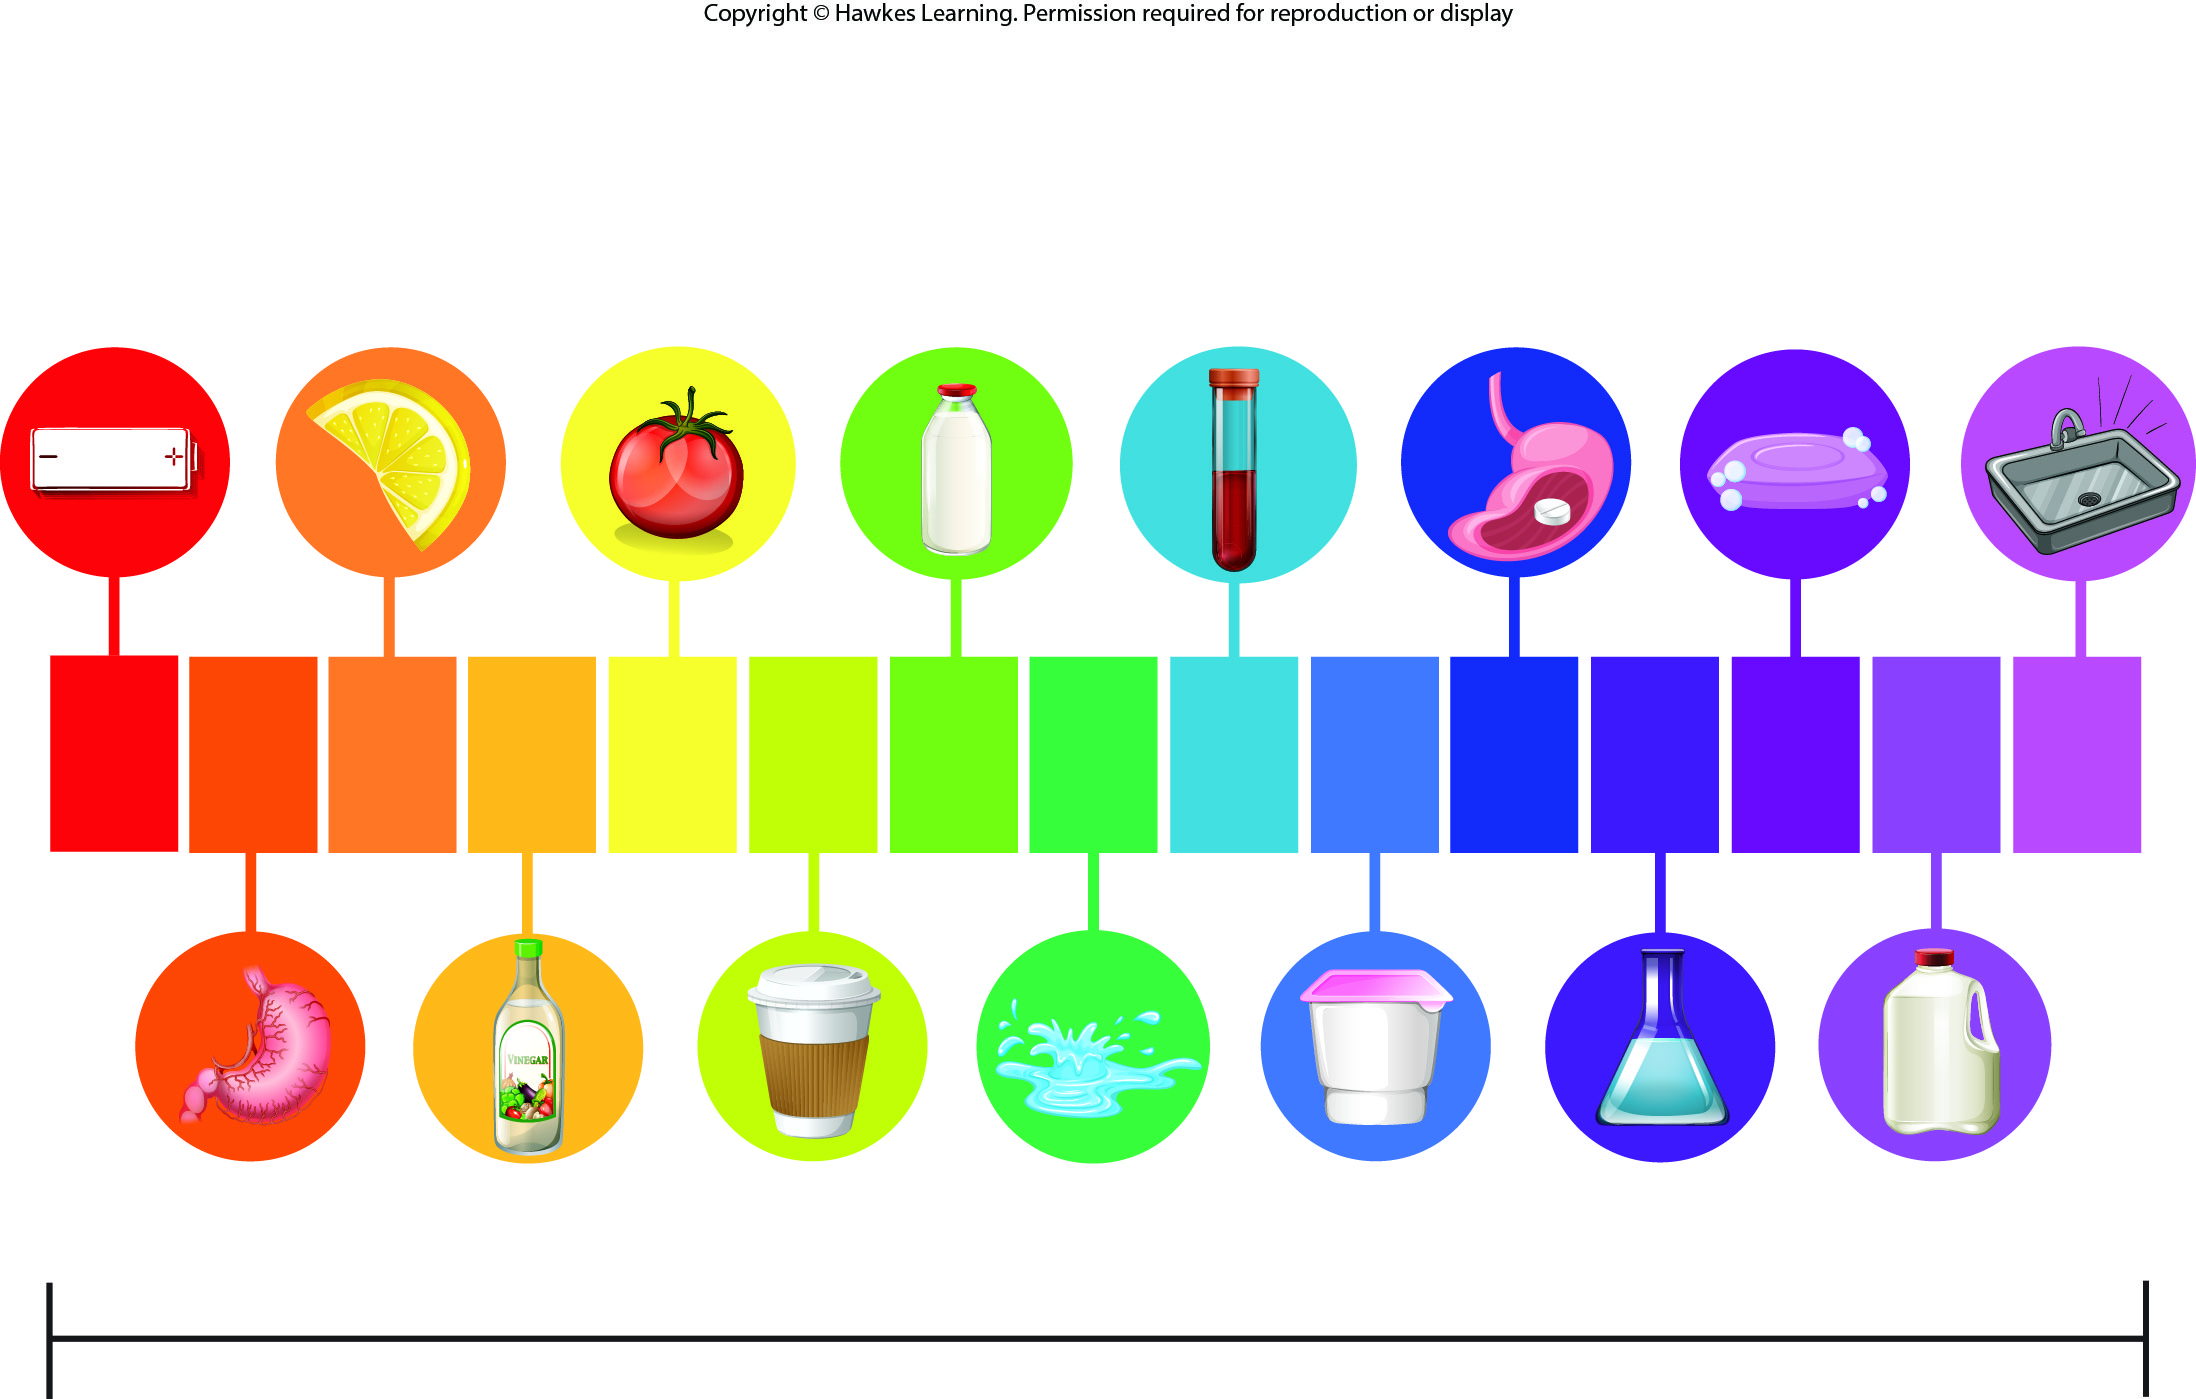 Copyright © Hawkes Learning. Permission required for reproduction or display
− +
VINEGAR